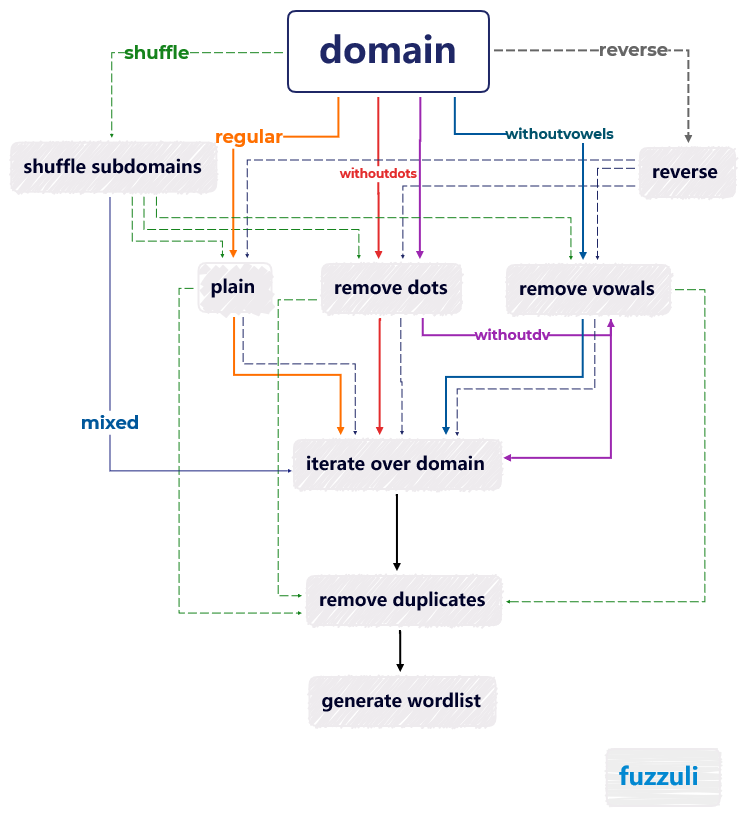 domain
shuffle
reverse
regular
withoutvowels
shuffle subdomains
withoutdots
reverse
plain
remove dots
remove vowals
withoutdv
mixed
iterate over domain
remove duplicates
generate wordlist
fuzzuli